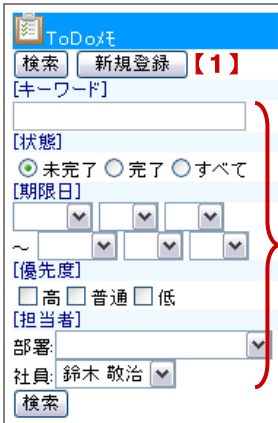 ToDoメモ
検索 新規登録 【1】
[キーワード]
[状態]
未完了 完了 すべて
[期限日]
～
[優先度]
高 普通 低
[担当者]
部署:
社員: 鈴木 敬治
検索